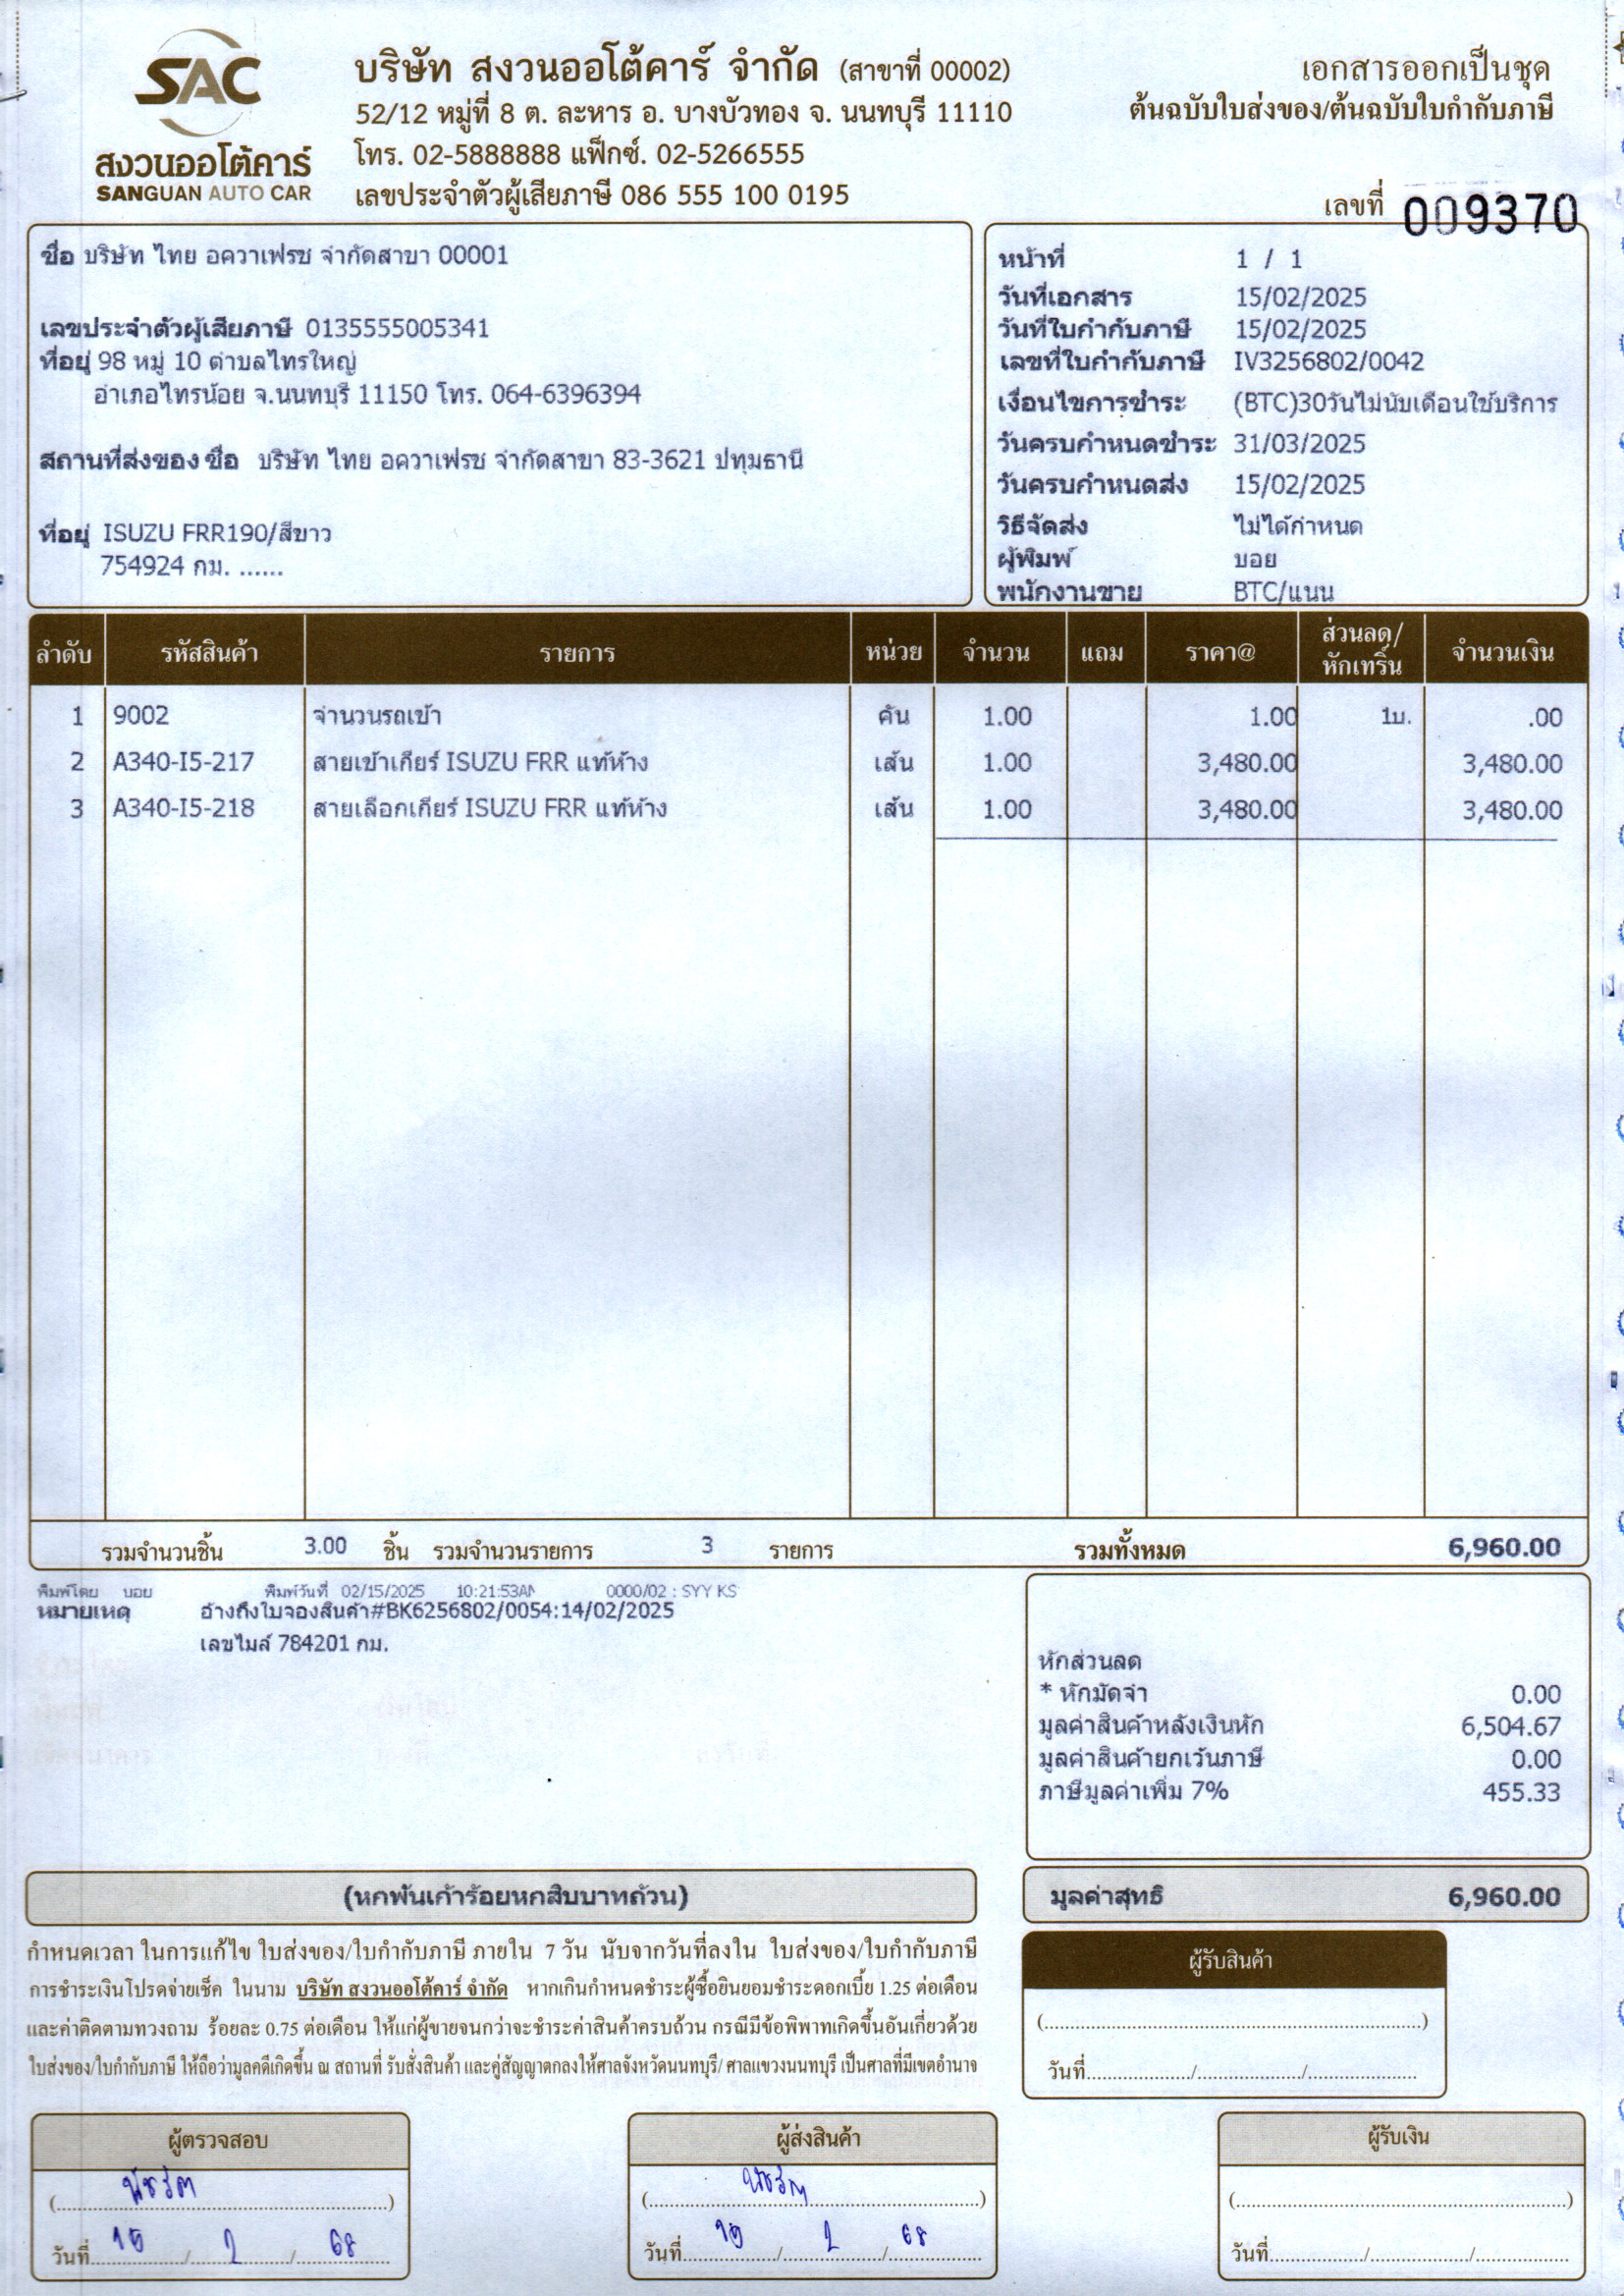 SAC
สงวนออโต้คาร์
SANGUAN AUTO CAR
บริษัท สงวนออโต้คาร์ จำกัด (สาขาที่ 00002)
52/12 หมู่ที่ 8 ต. ละหาร อ. บางบัวทอง จ. นนทบุรี 11110
โทร. 02-5888888 แฟ็กซ์. 02-5266555
เลขประจำตัวผู้เสียภาษี 086 555 100 0195
เอกสารออกเป็นชุด
ต้นฉบับใบส่งของ/ต้นฉบับใบกำกับภาษี
เลขที่ 009370
ชื่อ บริษัท ไทย อควาเฟรช จำกัดสาขา 00001
เลขประจำตัวผู้เสียภาษี 0135555005341
ที่อยู่ 98 หมู่ 10 ตำบลไทรใหญ่
อำเภอไทรน้อย จ.นนทบุรี 11150 โทร. 064-6396394
สถานที่ส่งของ ชื่อ บริษัท ไทย อควาเฟรช จำกัดสาขา 83-3621 ปทุมธานี
ที่อยู่ ISUZU FRR190/สีขาว
754924 กม. ......
หน้าที่ 1 / 1
วันที่เอกสาร 15/02/2025
วันที่ใบกำกับภาษี 15/02/2025
เลขที่ใบกำกับภาษี IV3256802/0042
เงื่อนไขการชำระ (BTC)30วันไม่นับเดือนใช้บริการ
วันครบกำหนดชำระ 31/03/2025
วันครบกำหนดส่ง 15/02/2025
วิธีจัดส่ง ไม่ได้กำหนด
ผู้พิมพ์ บอย
พนักงานขาย BTC/แนน
ลำดับ รหัสสินค้า รายการ หน่วย จำนวน แถม ราคา@ ส่วนลด/หักเทริ์น จำนวนเงิน
1 9002 จำนวนรถเข้า คัน 1.00 1.00 1บ. .00
2 A340-I5-217 สายเข้าเกียร์ ISUZU FRR แท้ห้าง เส้น 1.00 3,480.00 3,480.00
3 A340-I5-218 สายเลือกเกียร์ ISUZU FRR แท้ห้าง เส้น 1.00 3,480.00 3,480.00
รวมจำนวนชิ้น 3.00 ชิ้น รวมจำนวนรายการ 3 รายการ รวมทั้งหมด 6,960.00
พิมพ์โดย บอย พิมพ์วันที่ 02/15/2025 10:21:53AM 0000/02 : SYY KS
หมายเหตุ อ้างถึงใบจองสินค้า#BK6256802/0054:14/02/2025
เลขไมล์ 784201 กม.
หักส่วนลด
* หักมัดจำ 0.00
มูลค่าสินค้าหลังเงินหัก 6,504.67
มูลค่าสินค้ายกเว้นภาษี 0.00
ภาษีมูลค่าเพิ่ม 7% 455.33
(หกพันเก้าร้อยหกสิบบาทถ้วน)
มูลค่าสุทธิ 6,960.00
กำหนดเวลา ในการแก้ไข ใบส่งของ/ใบกำกับภาษี ภายใน 7 วัน นับจากวันที่ลงใน ใบส่งของ/ใบกำกับภาษี
การชำระเงินโปรดจ่ายเช็ค ในนาม บริษัท สงวนออโต้คาร์ จำกัด หากเกินกำหนดชำระผู้ซื้อยินยอมชำระดอกเบี้ย 1.25 ต่อเดือน
และค่าติดตามทวงถาม ร้อยละ 0.75 ต่อเดือน ให้แก่ผู้ขายจนกว่าจะชำระค่าสินค้าครบถ้วน กรณีมีข้อพิพาทเกิดขึ้นอันเกี่ยวด้วย
ใบส่งของ/ใบกำกับภาษี ให้ถือว่ามูลคดีเกิดขึ้น ณ สถานที่ รับสั่งสินค้า และคู่สัญญาตกลงให้ศาลจังหวัดนนทบุรี/ ศาลแขวงนนทบุรี เป็นศาลที่มีเขตอำนาจ
ผู้รับสินค้า
(..........)
วันที่........../........../..........
ผู้ตรวจสอบ
วันที่ 15 / 2 / 68
ผู้ส่งสินค้า
วันที่ 15 / 2 / 68
ผู้รับเงิน
(..........)
วันที่........../........../..........